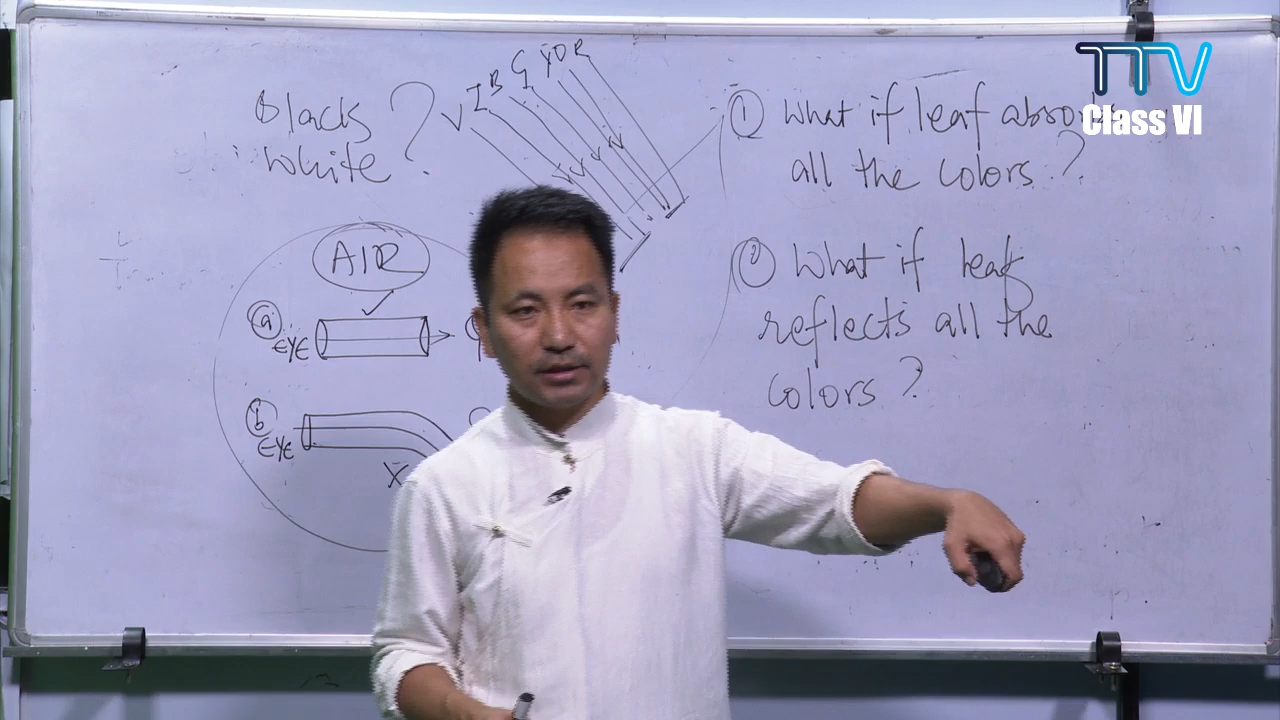 TTV
Class VI
Black
White ?
V I B G Y O R
AIR
a
EYE
b
EYE
X
① What if leaf absorbs
all the colors ?
② What if leaf
reflects all the
colors ?